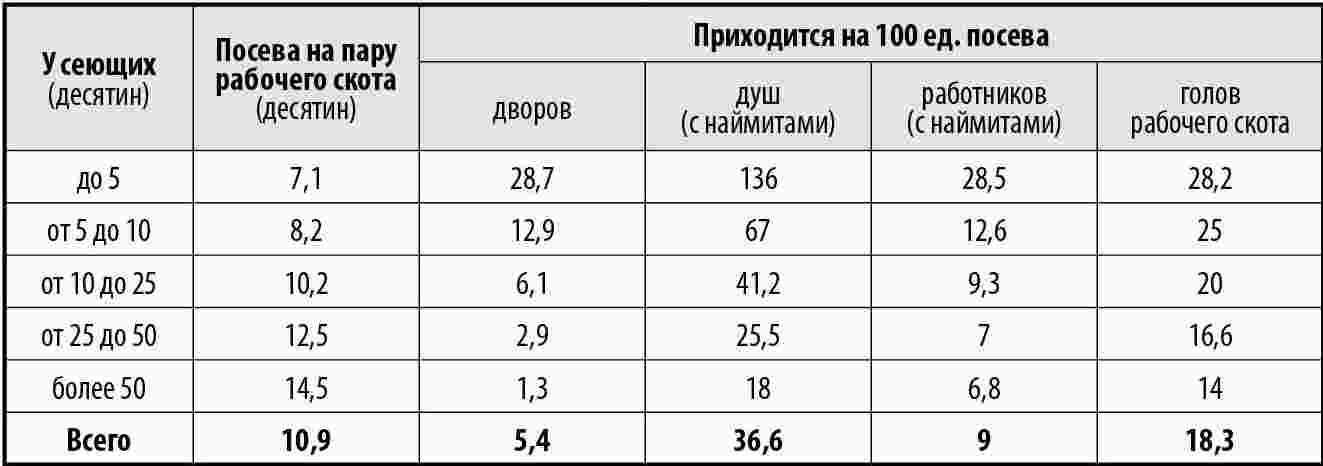 У сеющих (десятин) | Посева на пару рабочего скота (десятин) | Приходится на 100 ед. посева
дворов | душ (с наймитами) | работников (с наймитами) | голов рабочего скота
до 5 | 7,1 | 28,7 | 136 | 28,5 | 28,2
от 5 до 10 | 8,2 | 12,9 | 67 | 12,6 | 25
от 10 до 25 | 10,2 | 6,1 | 41,2 | 9,3 | 20
от 25 до 50 | 12,5 | 2,9 | 25,5 | 7 | 16,6
более 50 | 14,5 | 1,3 | 18 | 6,8 | 14
Всего | 10,9 | 5,4 | 36,6 | 9 | 18,3